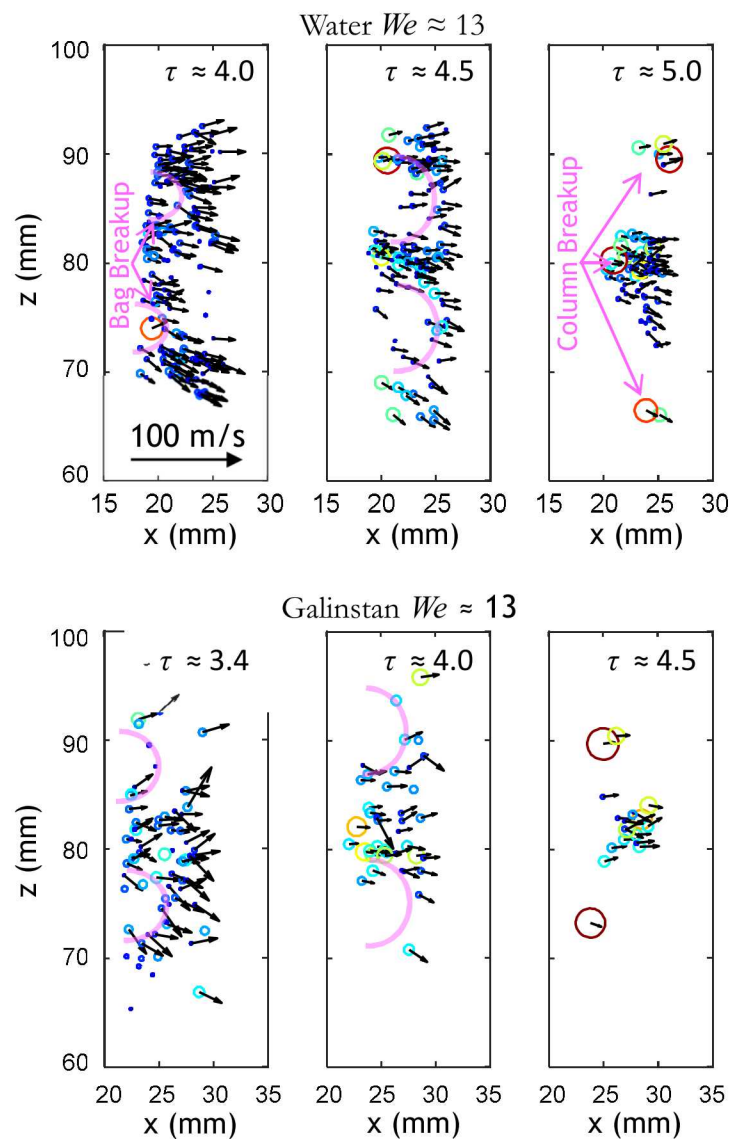 Water We ≈ 13
100
90
80
70
60
z (mm)
τ ≈ 4.0
Bag Breakup
100 m/s
15 20 25 30
x (mm)
τ ≈ 4.5
15 20 25 30
x (mm)
τ ≈ 5.0
Column Breakup
15 20 25 30
x (mm)
Galinstan We ≈ 13
100
90
80
70
60
z (mm)
τ ≈ 3.4
20 25 30 35
x (mm)
τ ≈ 4.0
20 25 30 35
x (mm)
τ ≈ 4.5
20 25 30 35
x (mm)